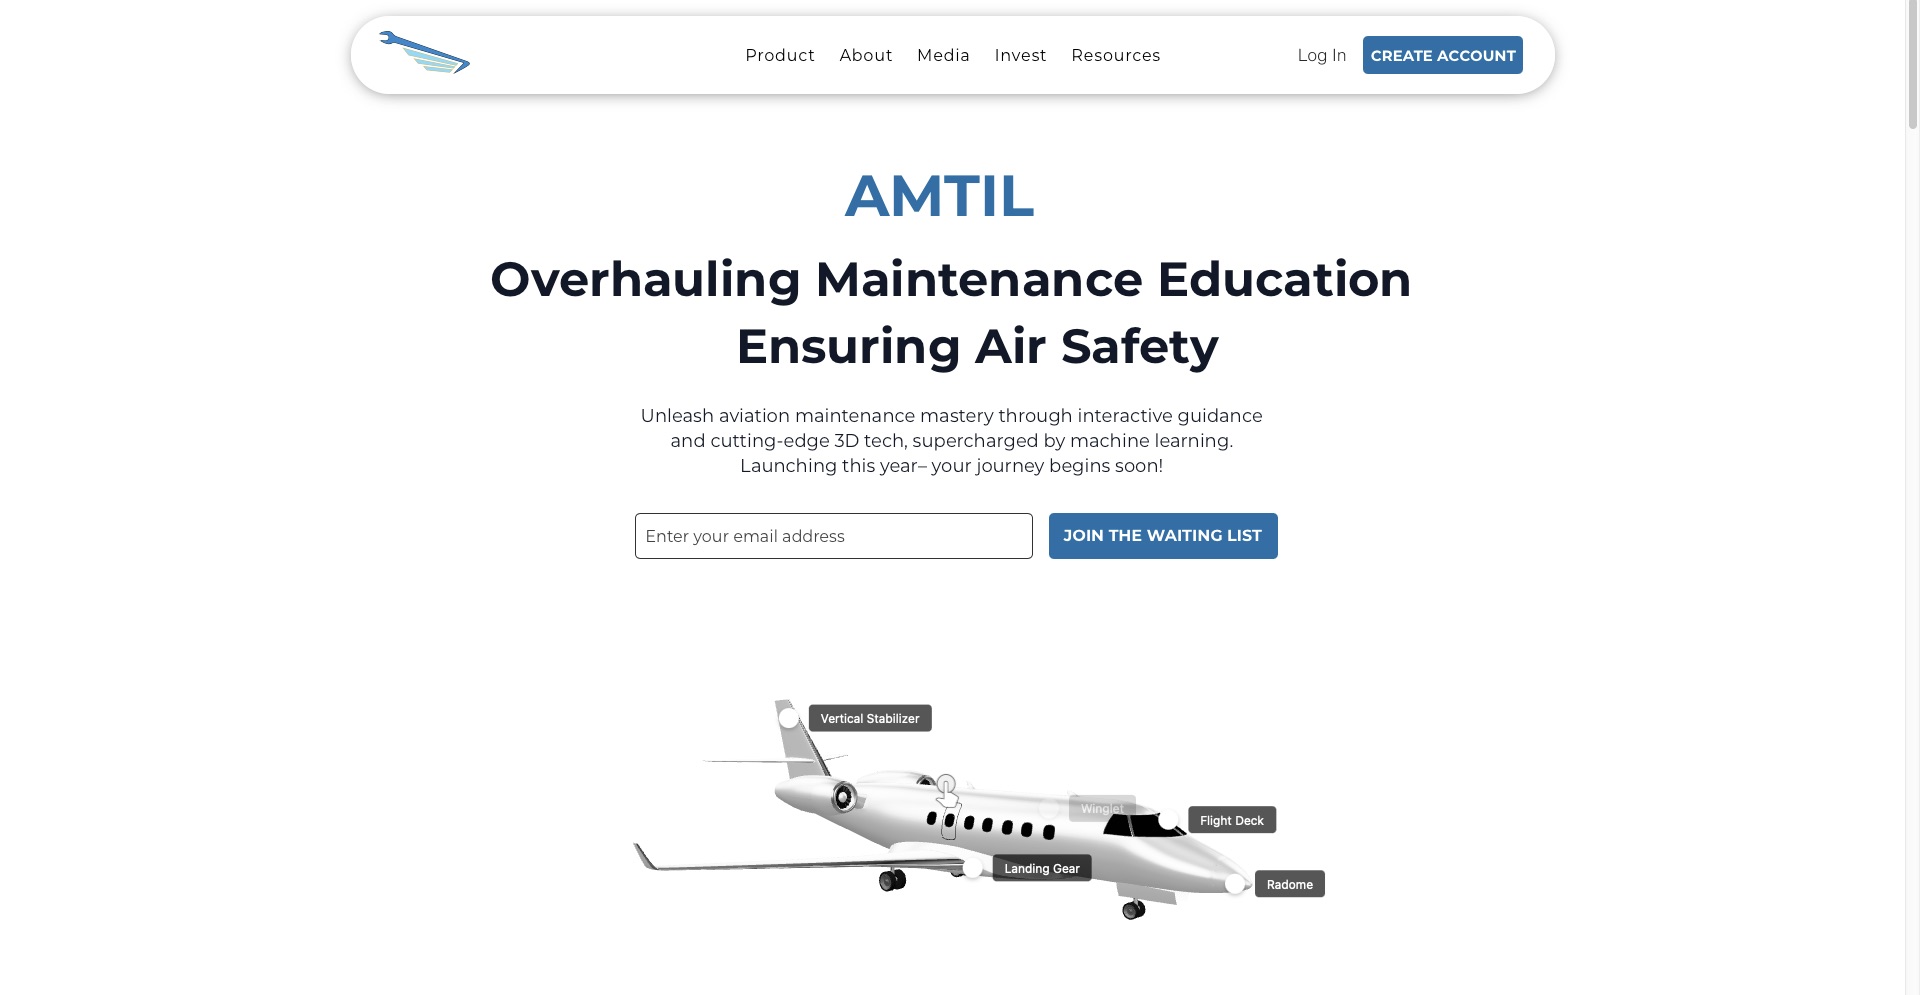 Product About Media Invest Resources Log In CREATE ACCOUNT
AMTIL
Overhauling Maintenance Education
Ensuring Air Safety
Unleash aviation maintenance mastery through interactive guidance
and cutting-edge 3D tech, supercharged by machine learning.
Launching this year– your journey begins soon!
Enter your email address JOIN THE WAITING LIST
Vertical Stabilizer
Winglet
Flight Deck
Landing Gear
Radome